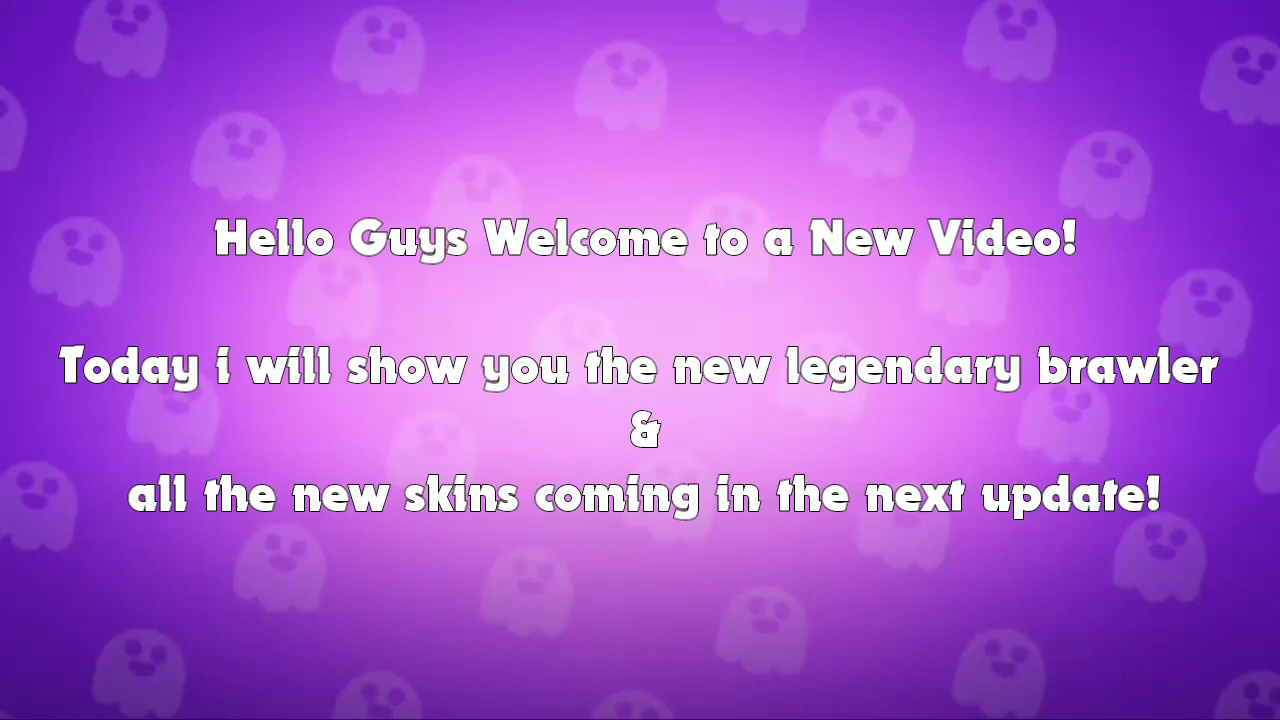 Hello Guys Welcome to a New Video!
Today i will show you the new legendary brawler
&
all the new skins coming in the next update!